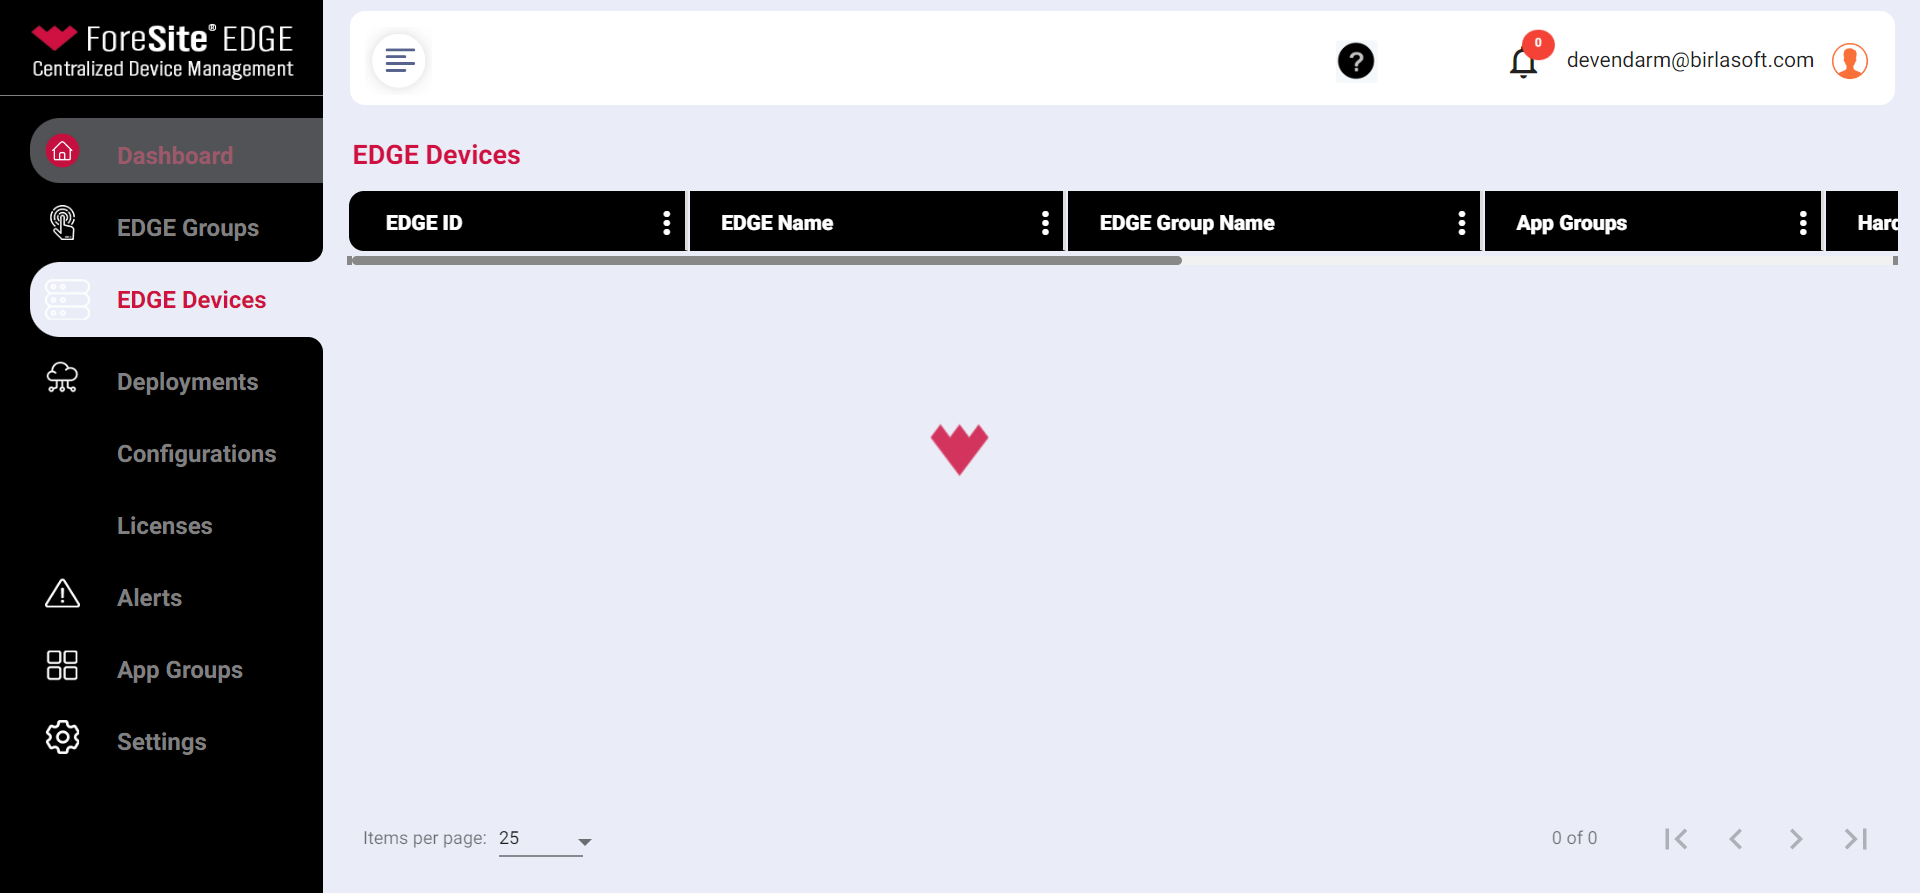 ForeSite® EDGE
Centralized Device Management
Dashboard
EDGE Groups
EDGE Devices
Deployments
Configurations
Licenses
Alerts
App Groups
Settings
?
0
devendarm@birlasoft.com
EDGE Devices
EDGE ID
EDGE Name
EDGE Group Name
App Groups
Hard
Items per page: 25
0 of 0